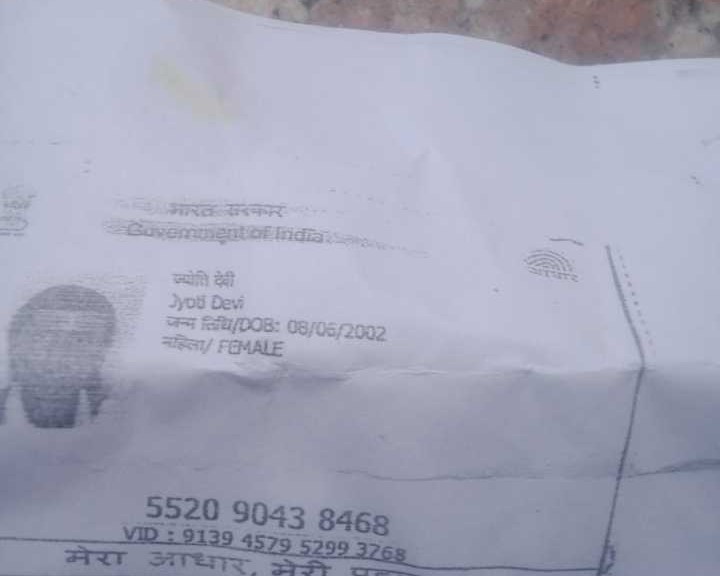 भारत सरकार
Government of India
आधार
ज्योति देवी
Jyoti Devi
जन्म तिथि/DOB: 08/06/2002
महिला/ FEMALE
5520 9043 8468
VID : 9139 4579 5299 3768
मेरा आधार, मेरी